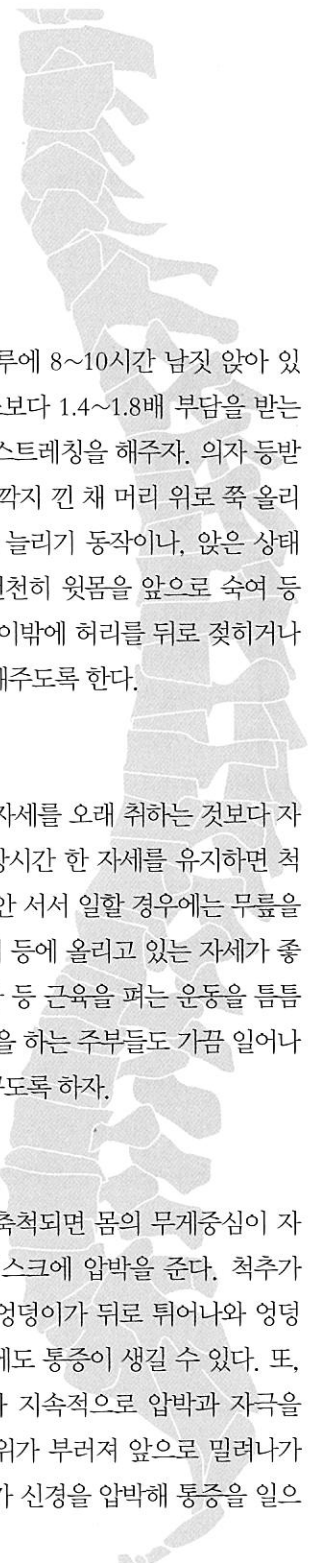 루에 8~10시간 남짓 앉아 있
보다 1.4~1.8배 부담을 받는
스트레칭을 해주자. 의자 등받
깍지 낀 채 머리 위로 쭉 올리
늘리기 동작이나, 앉은 상태
천히 윗몸을 앞으로 숙여 등
이밖에 허리를 뒤로 젖히거나
해주도록 한다.
자세를 오래 취하는 것보다 자
장시간 한 자세를 유지하면 척
안 서서 일할 경우에는 무릎을
등에 올리고 있는 자세가 좋
등 근육을 펴는 운동을 틈틈
을 하는 주부들도 가끔 일어나
구도록 하자.
축척되면 몸의 무게중심이 자
스크에 압박을 준다. 척추가
엉덩이가 뒤로 튀어나와 엉덩
에도 통증이 생길 수 있다. 또,
지속적으로 압박과 자극을
위가 부러져 앞으로 밀려나가
가 신경을 압박해 통증을 일으